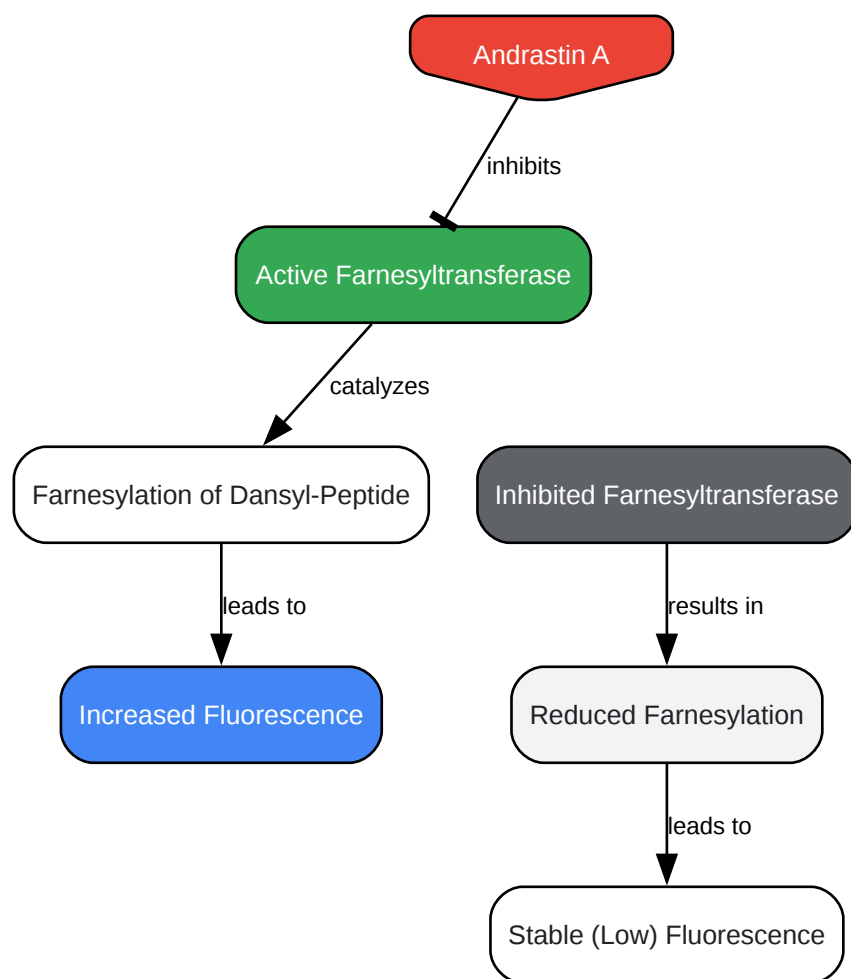 Andrastin A
inhibits
Active Farnesyltransferase
catalyzes
Farnesylation of Dansyl-Peptide
Inhibited Farnesyltransferase
leads to
results in
Increased Fluorescence
Reduced Farnesylation
leads to
Stable (Low) Fluorescence